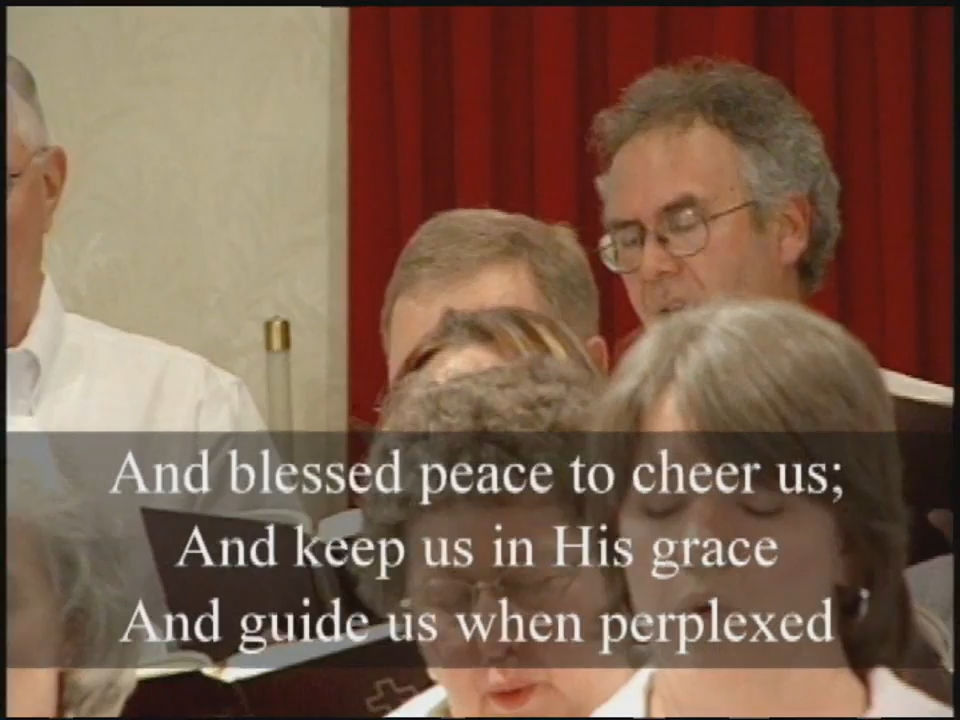 And blessed peace to cheer us;
And keep us in His grace
And guide us when perplexed